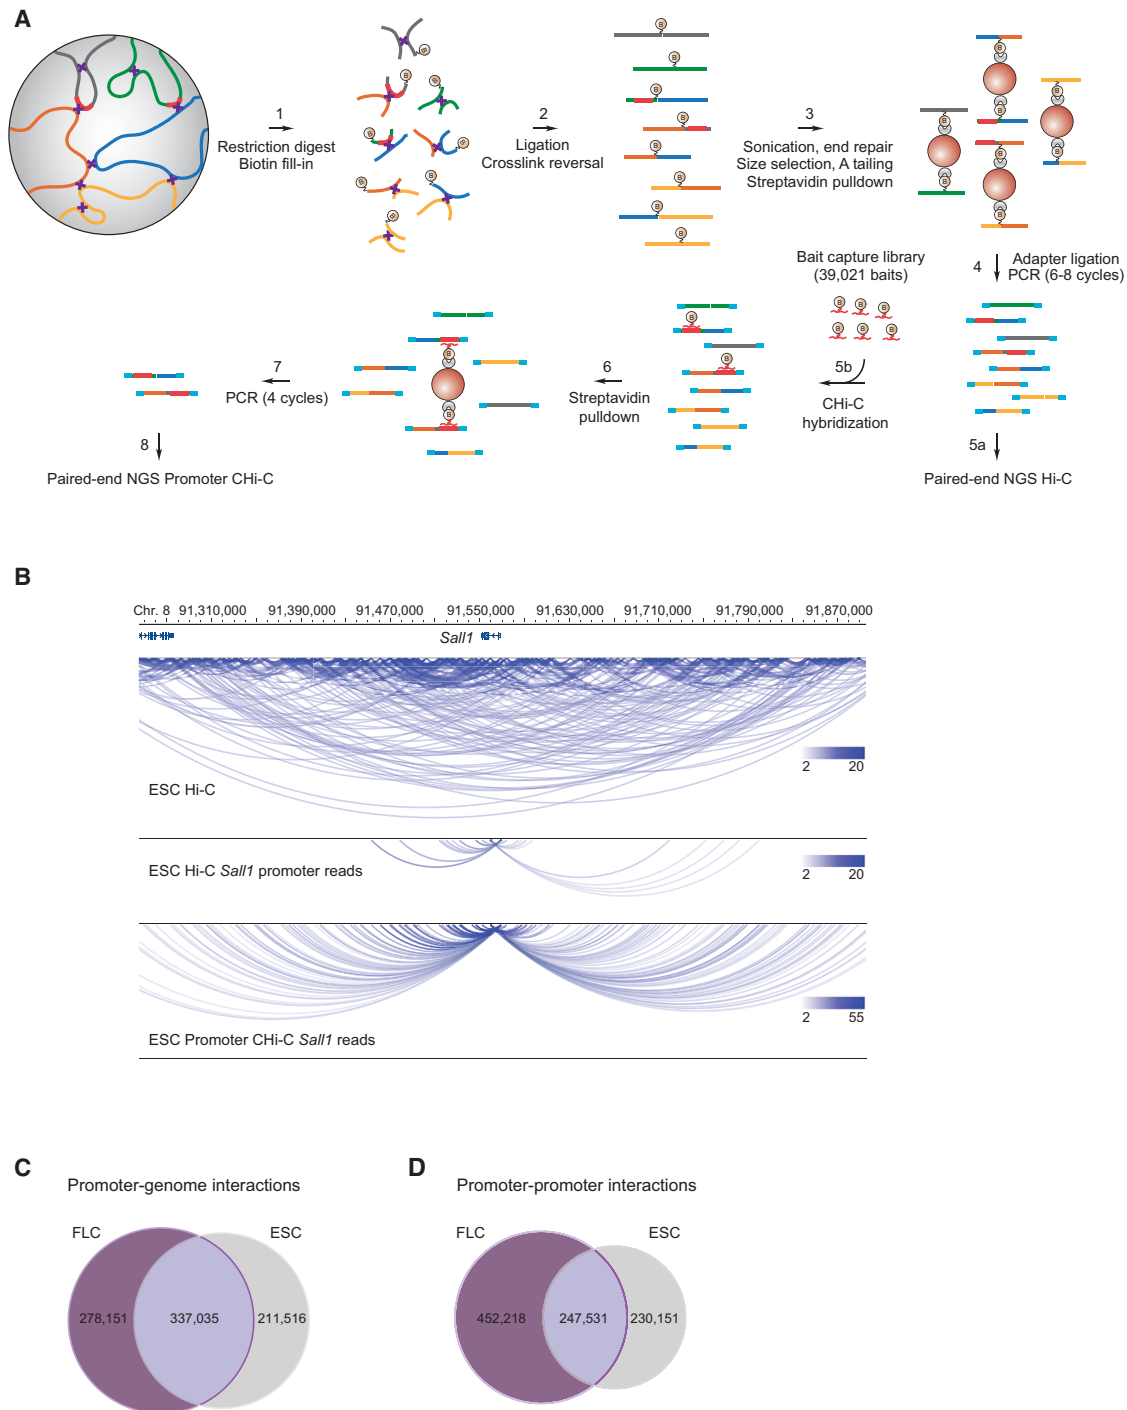 A
1
Restriction digest
Biotin fill-in
2
Ligation
Crosslink reversal
3
Sonication, end repair
Size selection, A tailing
Streptavidin pulldown
4
Adapter ligation
PCR (6-8 cycles)
Bait capture library
(39,021 baits)
5a
Paired-end NGS Hi-C
5b
CHi-C
hybridization
6
Streptavidin
pulldown
7
PCR (4 cycles)
8
Paired-end NGS Promoter CHi-C
B
Chr. 8 91,310,000 91,390,000 91,470,000 91,550,000 91,630,000 91,710,000 91,790,000 91,870,000
Sall1
2 20
ESC Hi-C
ESC Hi-C Sall1 promoter reads
2 20
2 55
ESC Promoter CHi-C Sall1 reads
C
Promoter-genome interactions
FLC ESC
278,151 337,035 211,516
D
Promoter-promoter interactions
FLC ESC
452,218 247,531 230,151